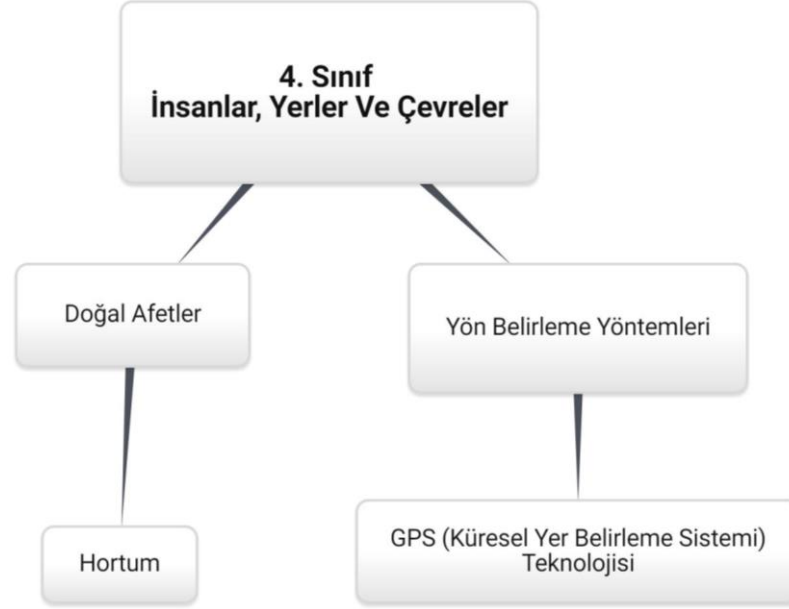 4. Sınıf
İnsanlar, Yerler Ve Çevreler
Doğal Afetler
Yön Belirleme Yöntemleri
Hortum
GPS (Küresel Yer Belirleme Sistemi)
Teknolojisi